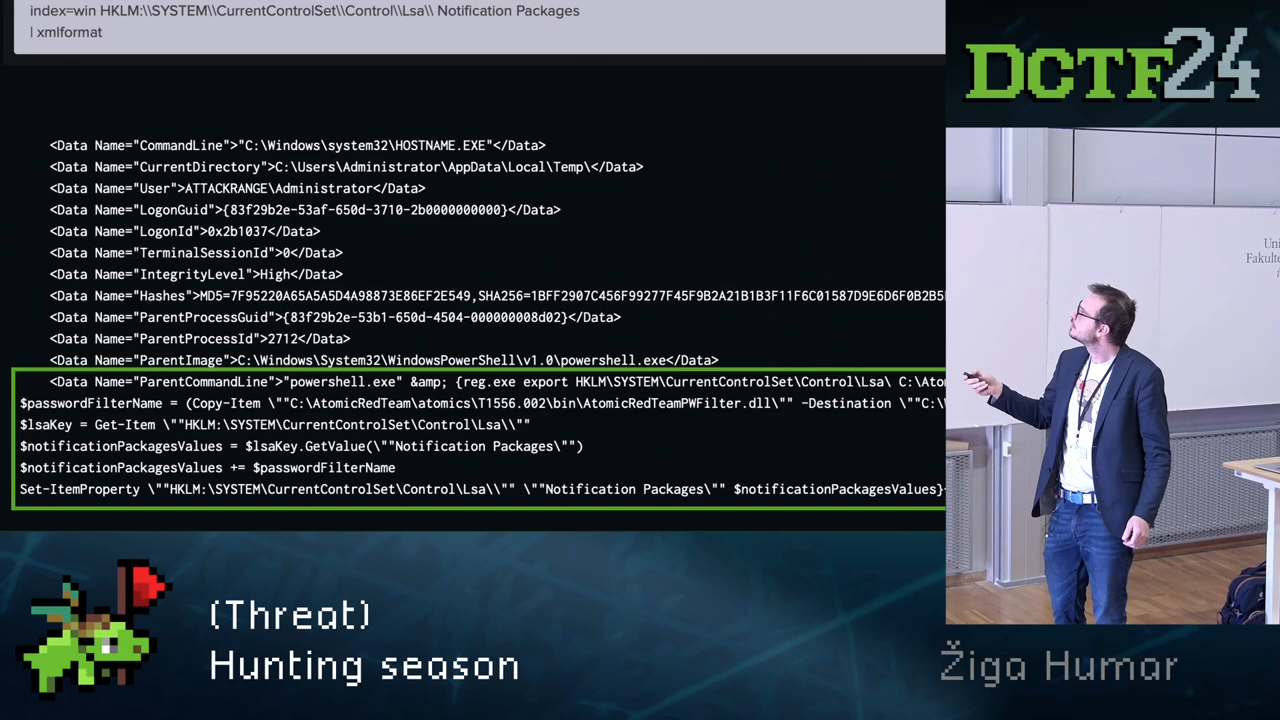 index=win HKLM:\\SYSTEM\\CurrentControlSet\\Control\\Lsa\\ Notification Packages
| xmlformat
<Data Name="CommandLine">"C:\Windows\system32\HOSTNAME.EXE"</Data>
<Data Name="CurrentDirectory">C:\Users\Administrator\AppData\Local\Temp\</Data>
<Data Name="User">ATTACKRANGE\Administrator</Data>
<Data Name="LogonGuid">{83f29b2e-53af-650d-3710-2b0000000000}</Data>
<Data Name="LogonId">0x2b1037</Data>
<Data Name="TerminalSessionId">0</Data>
<Data Name="IntegrityLevel">High</Data>
<Data Name="Hashes">MD5=7F95220A65A5A5D4A98873E86EF2E549,SHA256=1BFF2907C456F99277F45F9B2A21B1B3F11F6C01587D9E6D6F0B2B5
<Data Name="ParentProcessGuid">{83f29b2e-53b1-650d-4504-000000008d02}</Data>
<Data Name="ParentProcessId">2712</Data>
<Data Name="ParentImage">C:\Windows\System32\WindowsPowerShell\v1.0\powershell.exe</Data>
<Data Name="ParentCommandLine">"powershell.exe" &amp; {reg.exe export HKLM\SYSTEM\CurrentControlSet\Control\Lsa\ C:\Atom
$passwordFilterName = (Copy-Item \""C:\AtomicRedTeam\atomics\T1556.002\bin\AtomicRedTeamPWFilter.dll\"" -Destination \""C:\
$lsaKey = Get-Item \""HKLM:\SYSTEM\CurrentControlSet\Control\Lsa\\""
$notificationPackagesValues = $lsaKey.GetValue(\""Notification Packages\"")
$notificationPackagesValues += $passwordFilterName
Set-ItemProperty \""HKLM:\SYSTEM\CurrentControlSet\Control\Lsa\\"" \""Notification Packages\"" $notificationPackagesValues}
DCTF24
Uni
Fakult
(Threat)
Hunting season
Žiga Humar